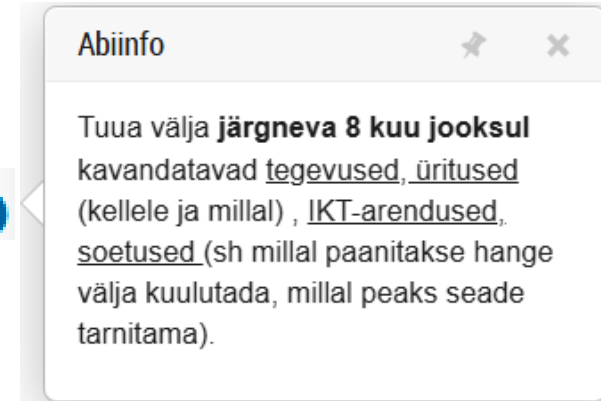 Abiinfo
Tuua välja järgneva 8 kuu jooksul
kavandatavad tegevused, üritused
(kellele ja millal) , IKT-arendused,
soetused (sh millal paanitakse hange
välja kuulutada, millal peaks seade
tarnitama).